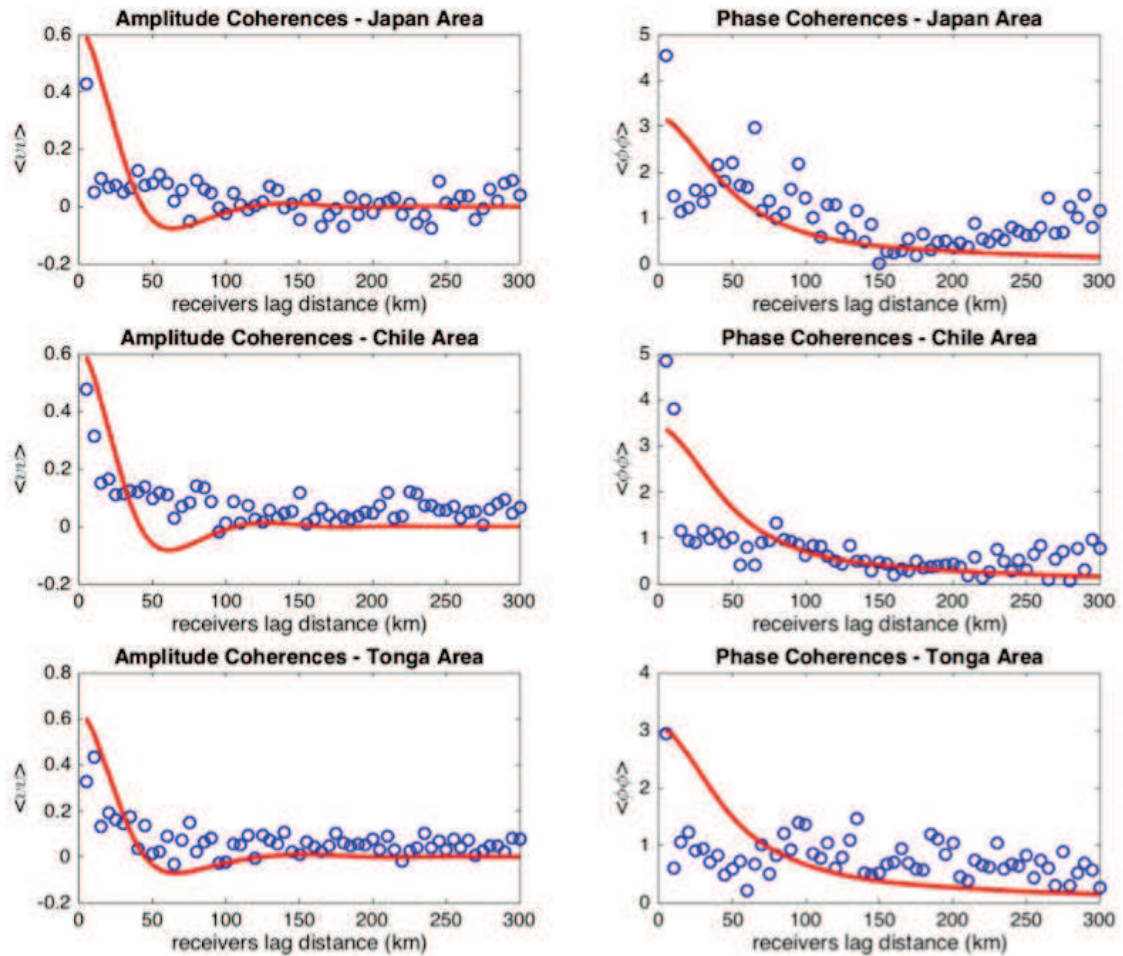 Amplitude Coherences - Japan Area
0.6
0.4
0.2
0
-0.2
<υυ>
0 50 100 150 200 250 300
receivers lag distance (km)
Phase Coherences - Japan Area
5
4
3
2
1
0
<ϕϕ>
0 50 100 150 200 250 300
receivers lag distance (km)
Amplitude Coherences - Chile Area
0.6
0.4
0.2
0
-0.2
<υυ>
0 50 100 150 200 250 300
receivers lag distance (km)
Phase Coherences - Chile Area
5
4
3
2
1
0
<ϕϕ>
0 50 100 150 200 250 300
receivers lag distance (km)
Amplitude Coherences - Tonga Area
0.8
0.6
0.4
0.2
0
-0.2
<υυ>
0 50 100 150 200 250 300
receivers lag distance (km)
Phase Coherences - Tonga Area
4
3
2
1
0
<ϕϕ>
0 50 100 150 200 250 300
receivers lag distance (km)